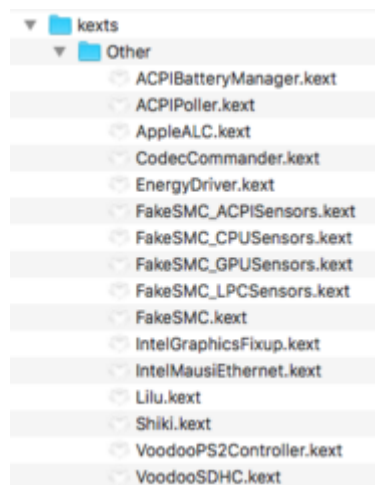 kexts
Other
ACPIBatteryManager.kext
ACPIPoller.kext
AppleALC.kext
CodecCommander.kext
EnergyDriver.kext
FakeSMC_ACPISensors.kext
FakeSMC_CPUSensors.kext
FakeSMC_GPUSensors.kext
FakeSMC_LPCSensors.kext
FakeSMC.kext
IntelGraphicsFixup.kext
IntelMausiEthernet.kext
Lilu.kext
Shiki.kext
VoodooPS2Controller.kext
VoodooSDHC.kext